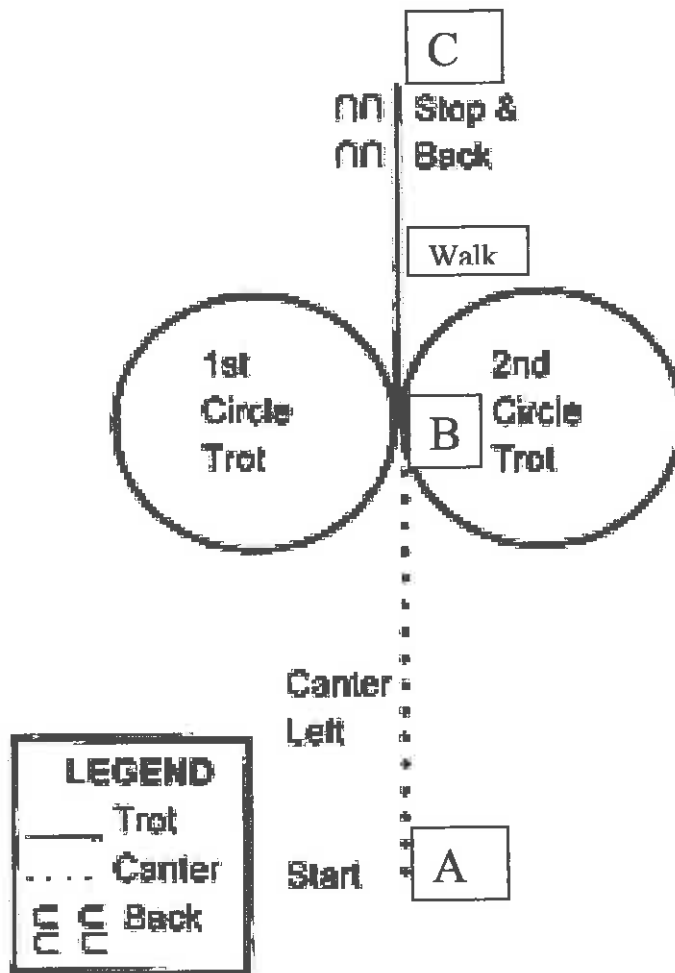 C
Stop &
Back
Walk
1st
Circle
Trot
2nd
Circle
Trot
B
Canter
Left
Start
A
LEGEND
Trot
Canter
Back